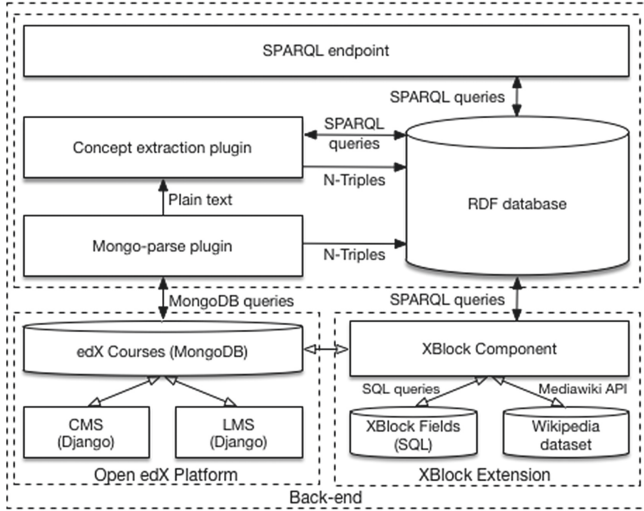 SPARQL endpoint
SPARQL queries
Concept extraction plugin
SPARQL
queries
N-Triples
RDF database
Plain text
Mongo-parse plugin
N-Triples
MongoDB queries
SPARQL queries
edX Courses (MongoDB)
XBlock Component
SQL queries
Mediawiki API
CMS
(Django)
LMS
(Django)
XBlock Fields
(SQL)
Wikipedia
dataset
Open edX Platform
XBlock Extension
Back-end